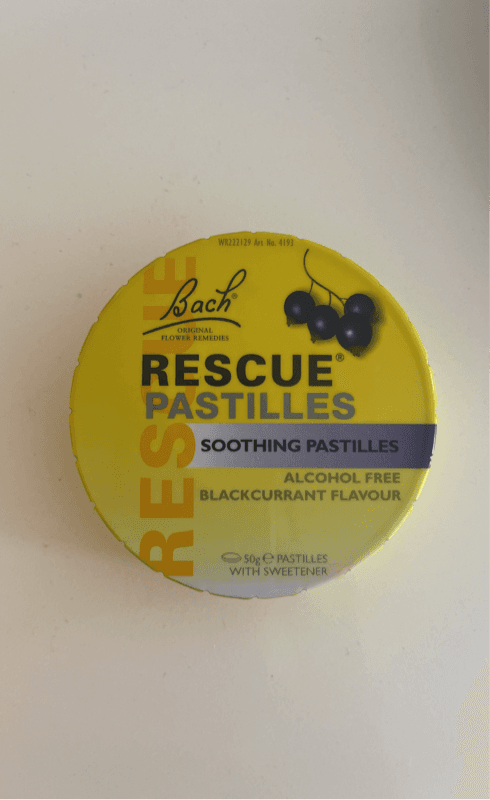 WR222129 Art. No. 4193
Bach®
ORIGINAL
FLOWER REMEDIES
RESCUE®
PASTILLES
RESCUE
SOOTHING PASTILLES
ALCOHOL FREE
BLACKCURRANT FLAVOUR
50g ℮ PASTILLES
WITH SWEETENER